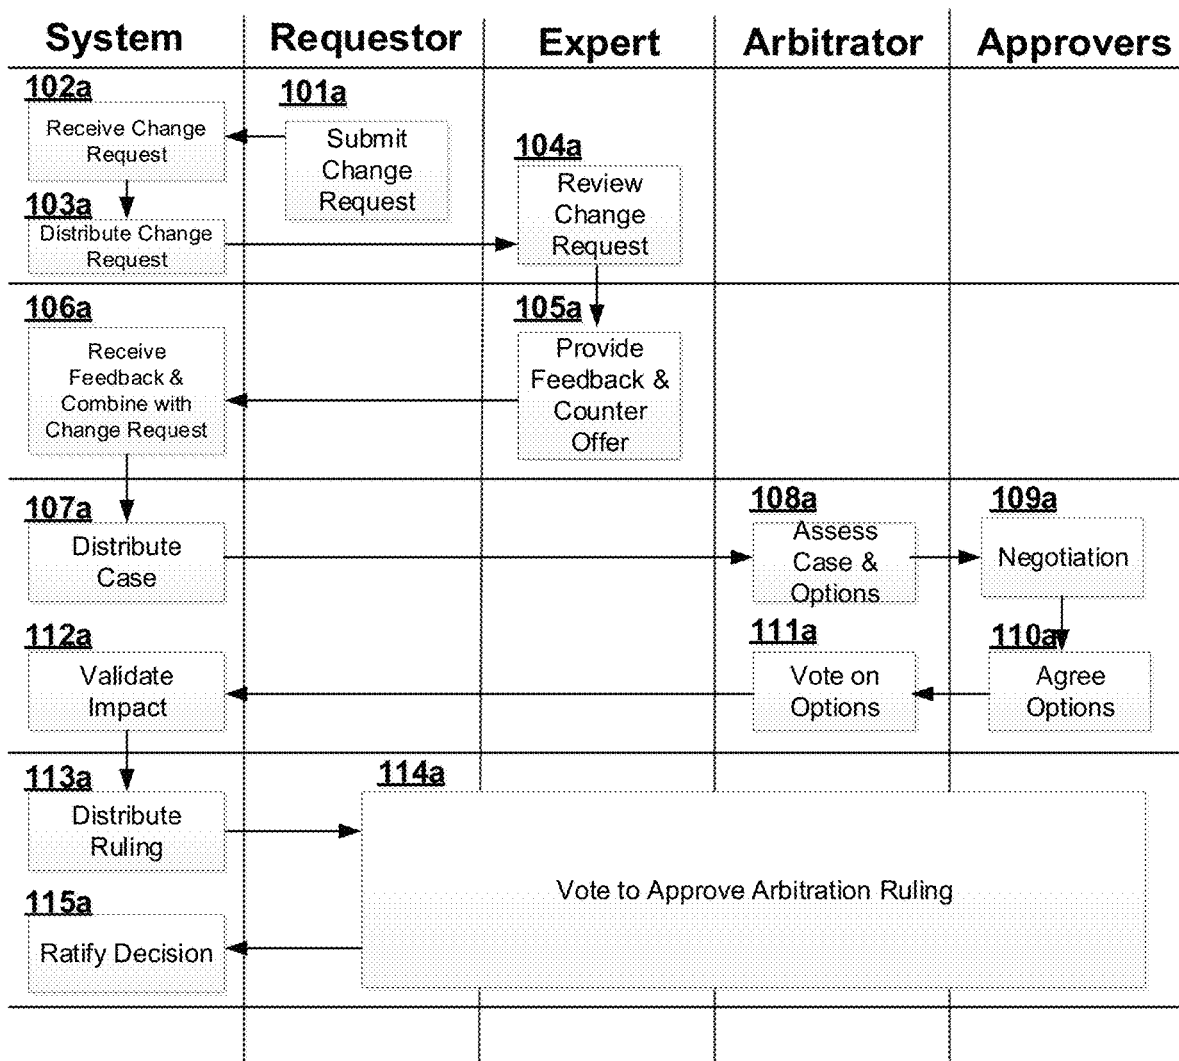 System
Requestor
Expert
Arbitrator
Approvers
102a
Receive Change
Request
101a
Submit
Change
Request
104a
Review
Change
Request
103a
Distribute Change
Request
106a
Receive
Feedback &
Combine with
Change Request
105a
Provide
Feedback &
Counter
Offer
107a
Distribute
Case
108a
Assess
Case &
Options
109a
Negotiation
112a
Validate
Impact
111a
Vote on
Options
110a
Agree
Options
113a
Distribute
Ruling
114a
Vote to Approve Arbitration Ruling
115a
Ratify Decision